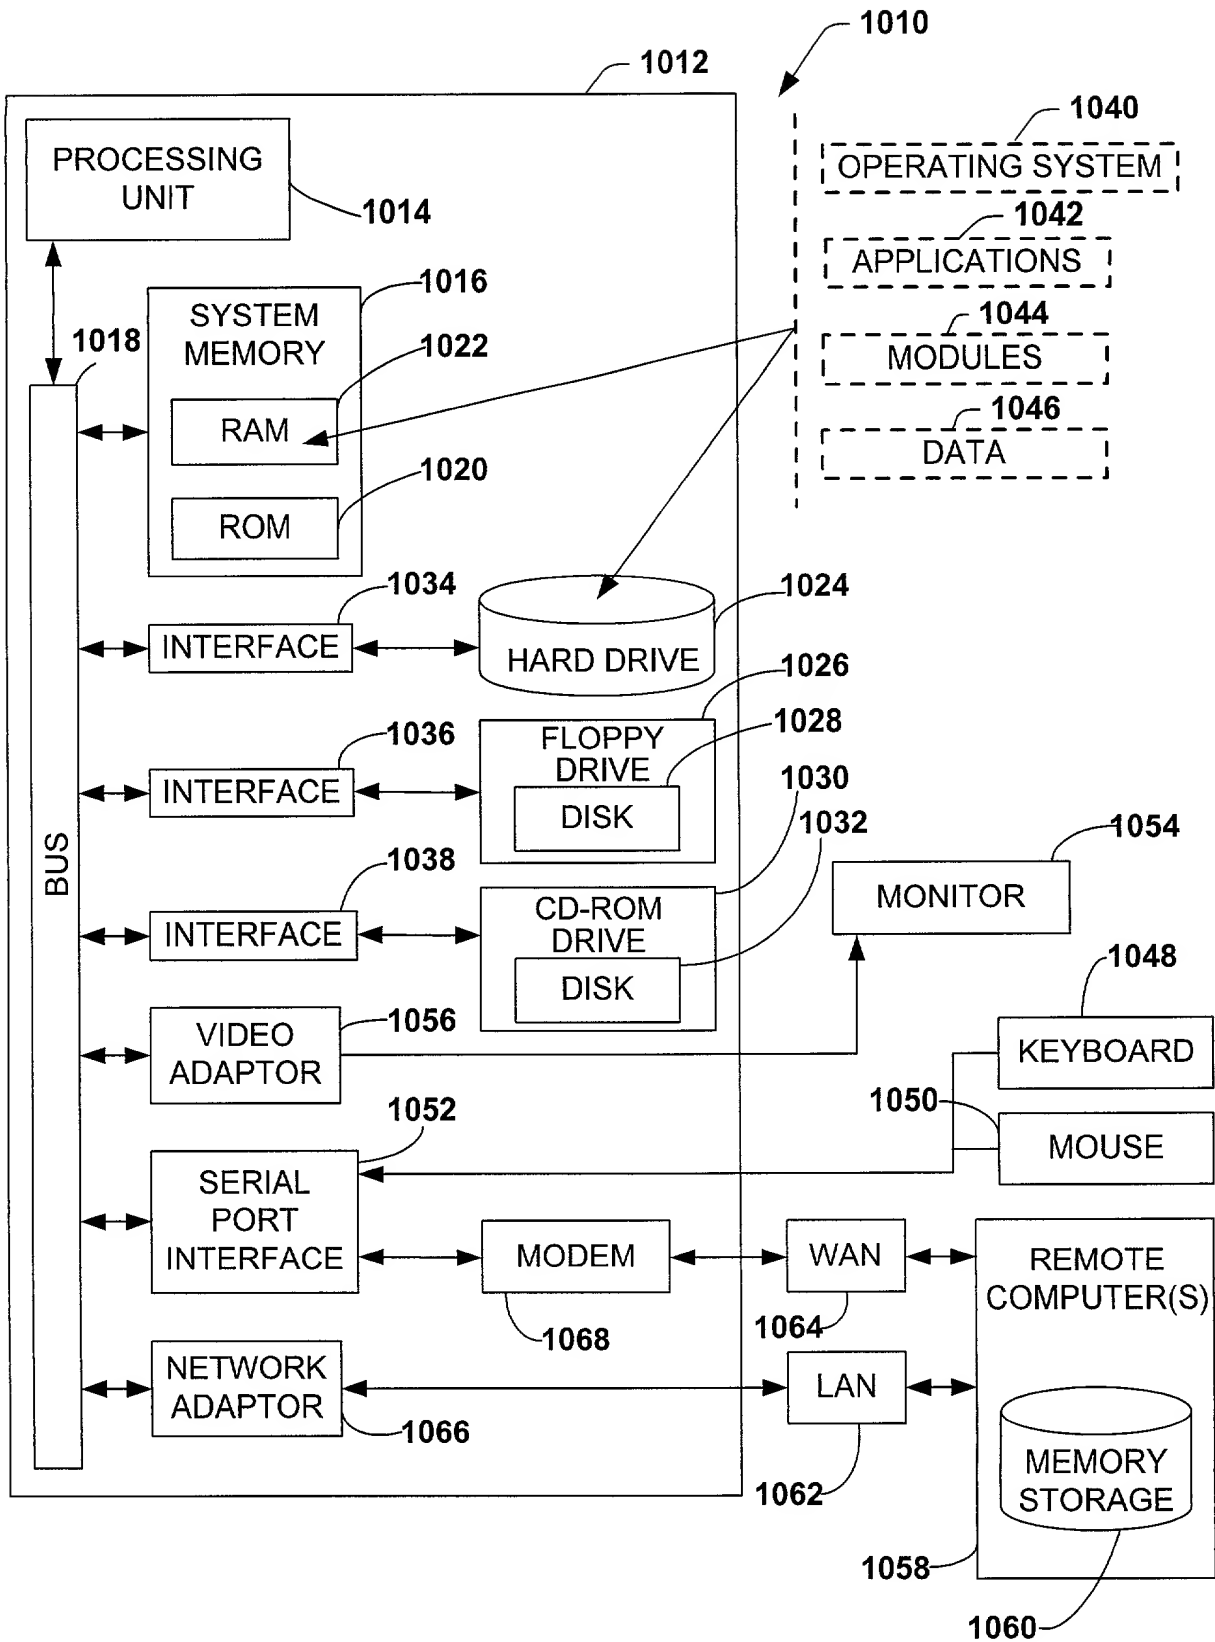 1010
1012
1040
OPERATING SYSTEM
PROCESSING
UNIT
1014
1042
APPLICATIONS
1016
SYSTEM
MEMORY
1018
1022
RAM
1044
MODULES
1046
DATA
1020
ROM
1034
INTERFACE
1024
HARD DRIVE
1026
1036
INTERFACE
FLOPPY
DRIVE
1028
DISK
1030
1032
BUS
1038
INTERFACE
CD-ROM
DRIVE
DISK
1054
MONITOR
1056
VIDEO
ADAPTOR
1048
KEYBOARD
1050
MOUSE
1052
SERIAL
PORT
INTERFACE
MODEM
1068
WAN
1064
REMOTE
COMPUTER(S)
NETWORK
ADAPTOR
1066
LAN
1062
MEMORY
STORAGE
1058
1060